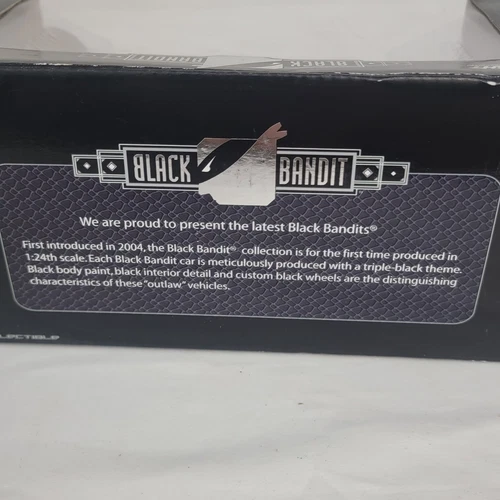 BLACK BANDIT
We are proud to present the latest Black Bandits®
First introduced in 2004, the Black Bandit® collection is for the first time produced in
1:24th scale. Each Black Bandit car is meticulously produced with a triple-black theme.
Black body paint, black interior detail and custom black wheels are the distinguishing
characteristics of these "outlaw" vehicles.